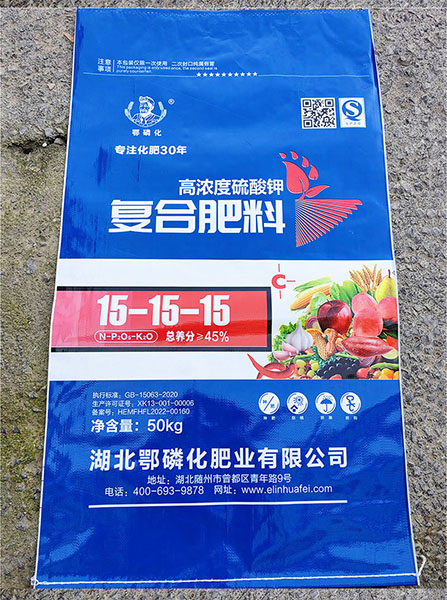 注意事项
本包装仅限一次使用 二次封口纯属假冒
This packaging is only used once, the second seal is purely counterfeit.
★★★★★★★★★★
®
鄂磷化
专注化肥30年
高浓度硫酸钾
复合肥料
15-15-15
N-P₂O₅-K₂O 总养分≥45%
执行标准：GB-15063-2020
生产许可证号：XK13-001-00006
备案号：HEMFHFL2022-00160
净含量：50kg
湖北鄂磷化肥业有限公司
地址：湖北随州市曾都区青年路9号
电话：400-693-9878 网址：www.elinhuafei.com